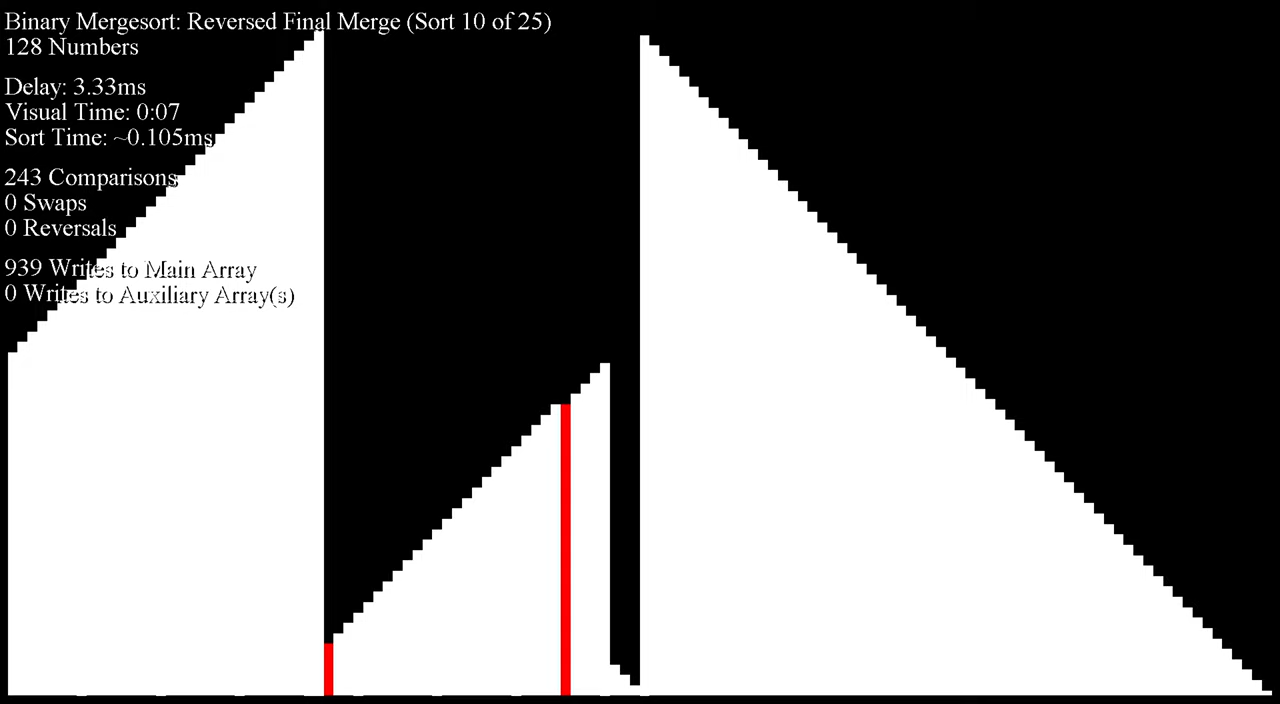 Binary Mergesort: Reversed Final Merge (Sort 10 of 25)
128 Numbers
Delay: 3.33ms
Visual Time: 0:07
Sort Time: ~0.105ms
243 Comparisons
0 Swaps
0 Reversals
939 Writes to Main Array
0 Writes to Auxiliary Array(s)